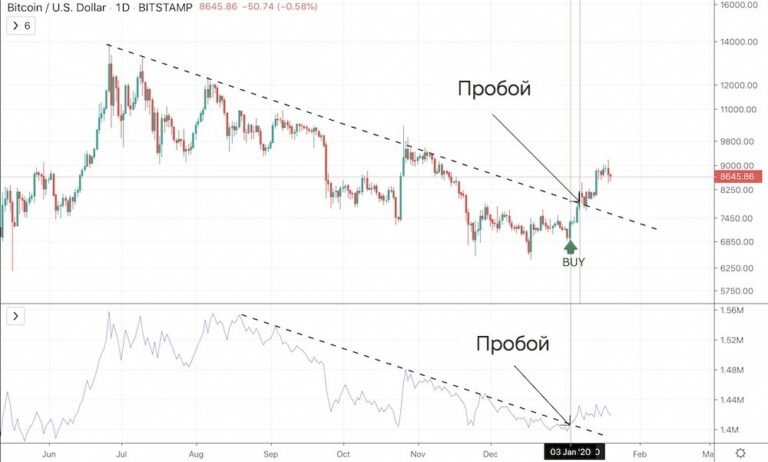 Bitcoin / U.S. Dollar · 1D · BITSTAMP 8645.86 −50.74 (−0.58%)
6
16000.00
14000.00
12000.00
11000.00
9800.00
9000.00
8645.86
8250.00
7450.00
6850.00
6250.00
5750.00
Пробой
BUY
1.56M
1.52M
1.48M
1.44M
1.4M
Пробой
Jun
Jul
Aug
Sep
Oct
Nov
Dec
03 Jan '20
Feb
Ma